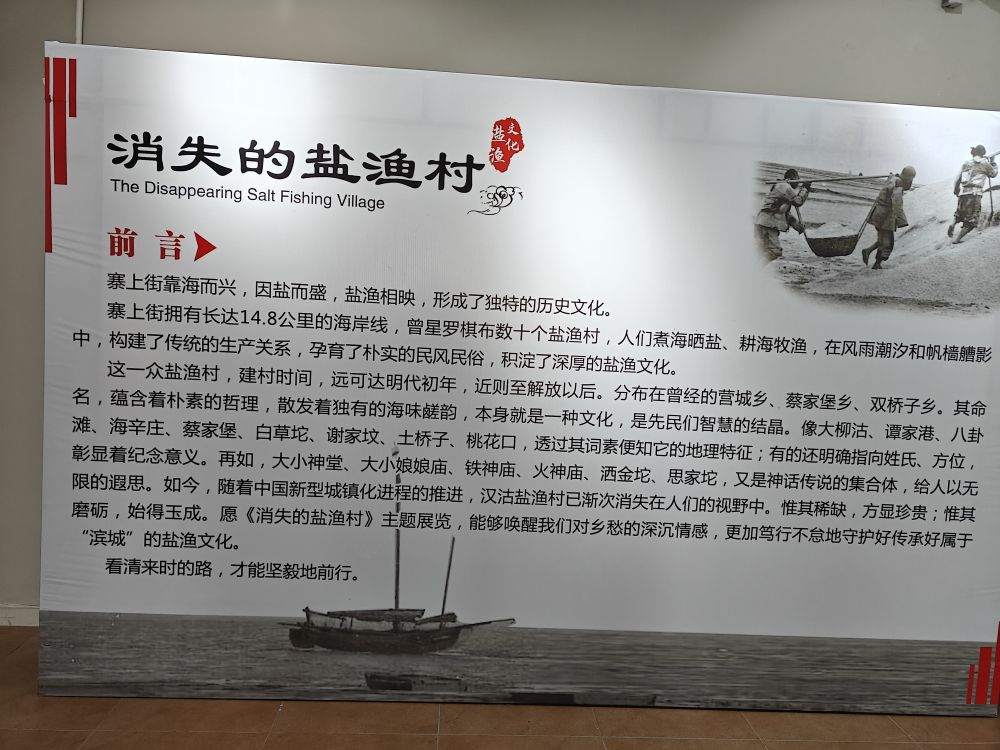 消失的盐渔村
文化
盐渔
The Disappearing Salt Fishing Village
前言
寨上街靠海而兴，因盐而盛，盐渔相映，形成了独特的历史文化。
寨上街拥有长达14.8公里的海岸线，曾星罗棋布数十个盐渔村，人们煮海晒盐、耕海牧渔，在风雨潮汐和帆樯艚影
中，构建了传统的生产关系，孕育了朴实的民风民俗，积淀了深厚的盐渔文化。
这一众盐渔村，建村时间，远可达明代初年，近则至解放以后。分布在曾经的营城乡、蔡家堡乡、双桥子乡。其命
名，蕴含着朴素的哲理，散发着独有的海味鹾韵，本身就是一种文化，是先民们智慧的结晶。像大柳沽、谭家港、八卦
滩、海辛庄、蔡家堡、白草坨、谢家坟、土桥子、桃花口，透过其词素便知它的地理特征；有的还明确指向姓氏、方位，
彰显着纪念意义。再如，大小神堂、大小娘娘庙、铁神庙、火神庙、洒金坨、思家坨，又是神话传说的集合体，给人以无
限的遐思。如今，随着中国新型城镇化进程的推进，汉沽盐渔村已渐次消失在人们的视野中。惟其稀缺，方显珍贵；惟其
磨砺，始得玉成。愿《消失的盐渔村》主题展览，能够唤醒我们对乡愁的深沉情感，更加笃行不怠地守护好传承好属于
“滨城”的盐渔文化。
看清来时的路，才能坚毅地前行。